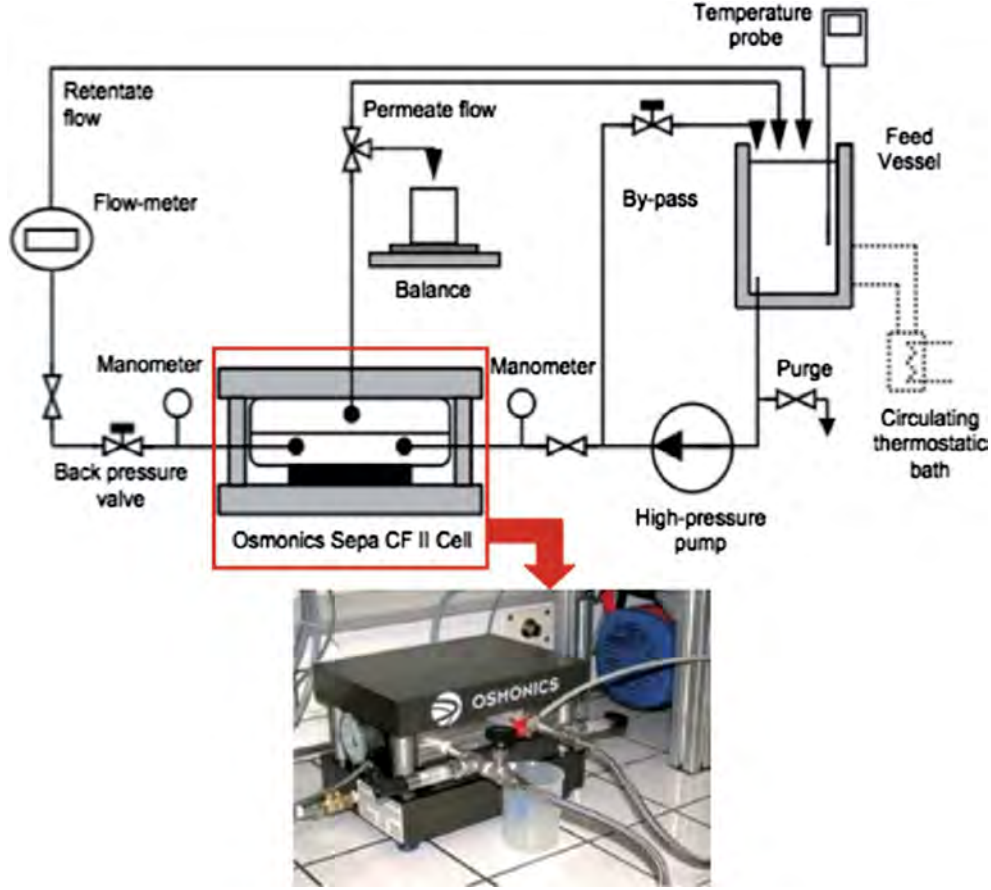 Temperature
probe
Retentate
flow
Permeate flow
Feed
Vessel
Flow-meter
By-pass
Balance
Manometer
Manometer
Purge
Circulating
thermostatic
bath
Back pressure
valve
High-pressure
pump
Osmonics Sepa CF II Cell
OSMONICS